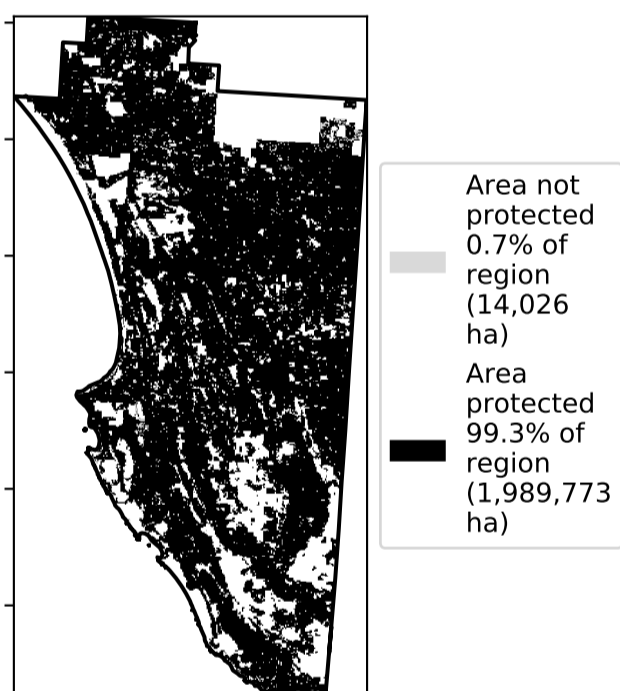 Area not
protected
0.7% of
region
(14,026
ha)
Area
protected
99.3% of
region
(1,989,773
ha)